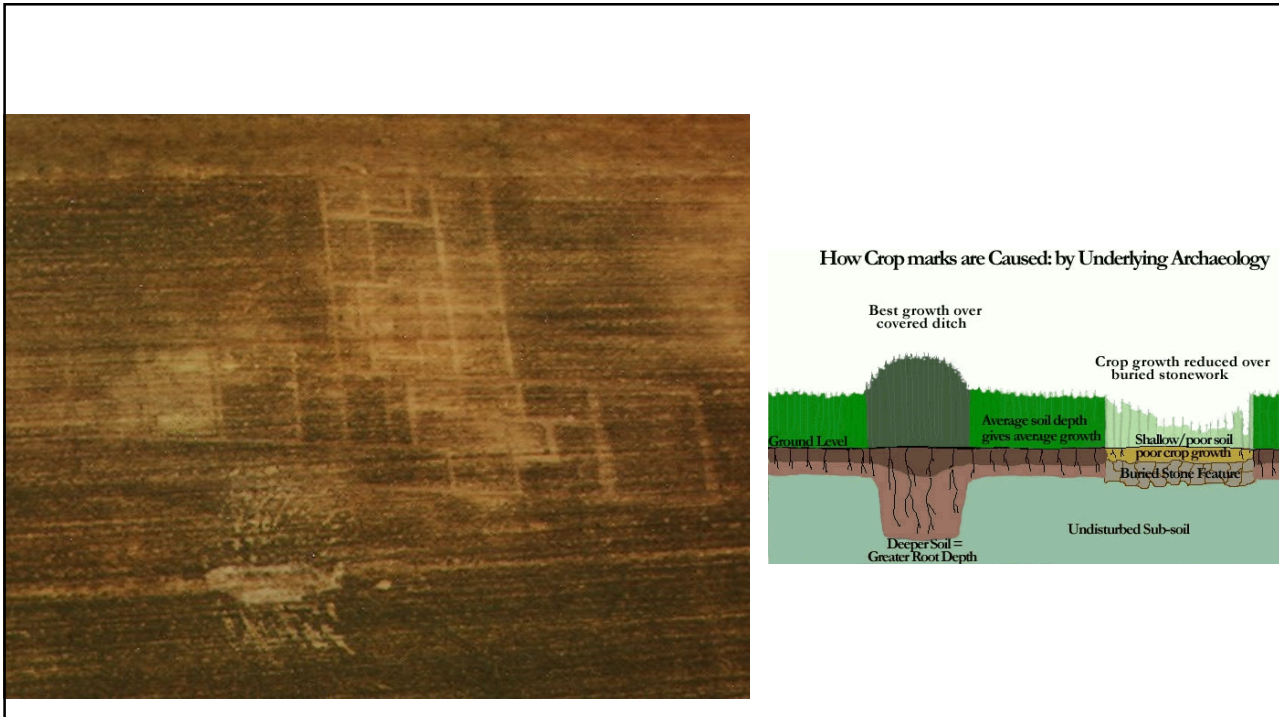 How Crop marks are Caused: by Underlying Archaeology
Best growth over
covered ditch
Crop growth reduced over
buried stonework
Average soil depth
gives average growth
Ground Level
Shallow/poor soil
poor crop growth
Buried Stone Feature
Undisturbed Sub-soil
Deeper Soil =
Greater Root Depth